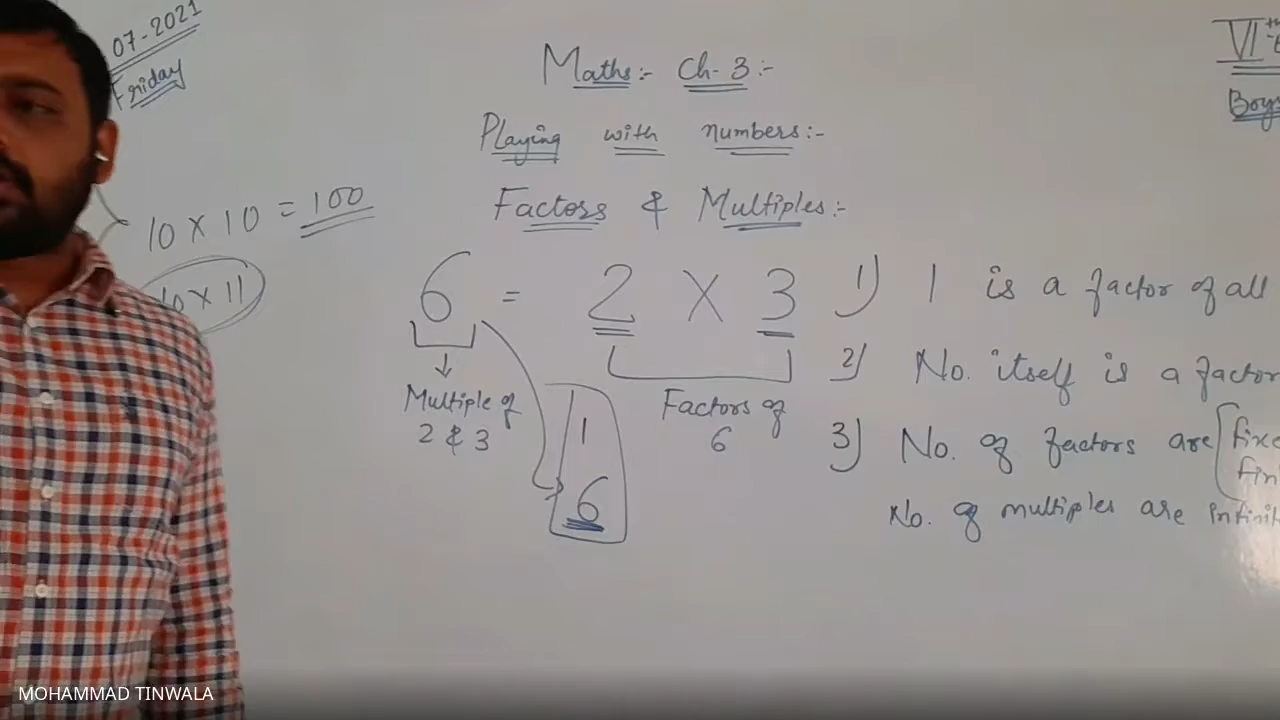 07-2021
Friday
VIth
Boys
Maths:- Ch-3:-
Playing with numbers:-
Factors & Multiples:-
10 X 10 = 100
10 X 11
6 = 2 X 3
Multiple of
2 & 3
1
6
Factors of
6
1) 1 is a factor of all
2) No. itself is a factor
3) No. of factors are
No. of multiples are
MOHAMMAD TINWALA